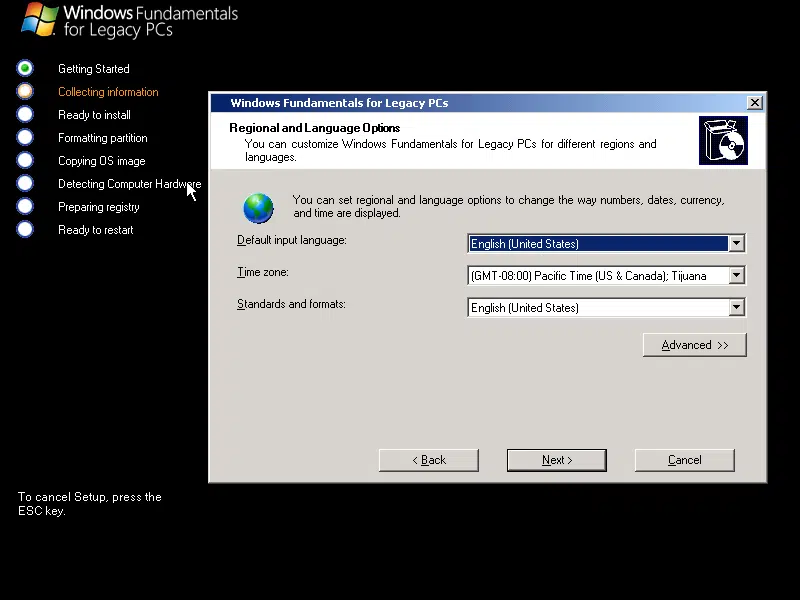 Windows Fundamentals
for Legacy PCs
Getting Started
Collecting information
Ready to install
Formatting partition
Copying OS image
Detecting Computer Hardware
Preparing registry
Ready to restart
To cancel Setup, press the
ESC key.
Windows Fundamentals for Legacy PCs
Regional and Language Options
You can customize Windows Fundamentals for Legacy PCs for different regions and
languages.
You can set regional and language options to change the way numbers, dates, currency,
and time are displayed.
Default input language:
English (United States)
Time zone:
(GMT-08:00) Pacific Time (US & Canada); Tijuana
Standards and formats:
English (United States)
Advanced >>
< Back
Next >
Cancel